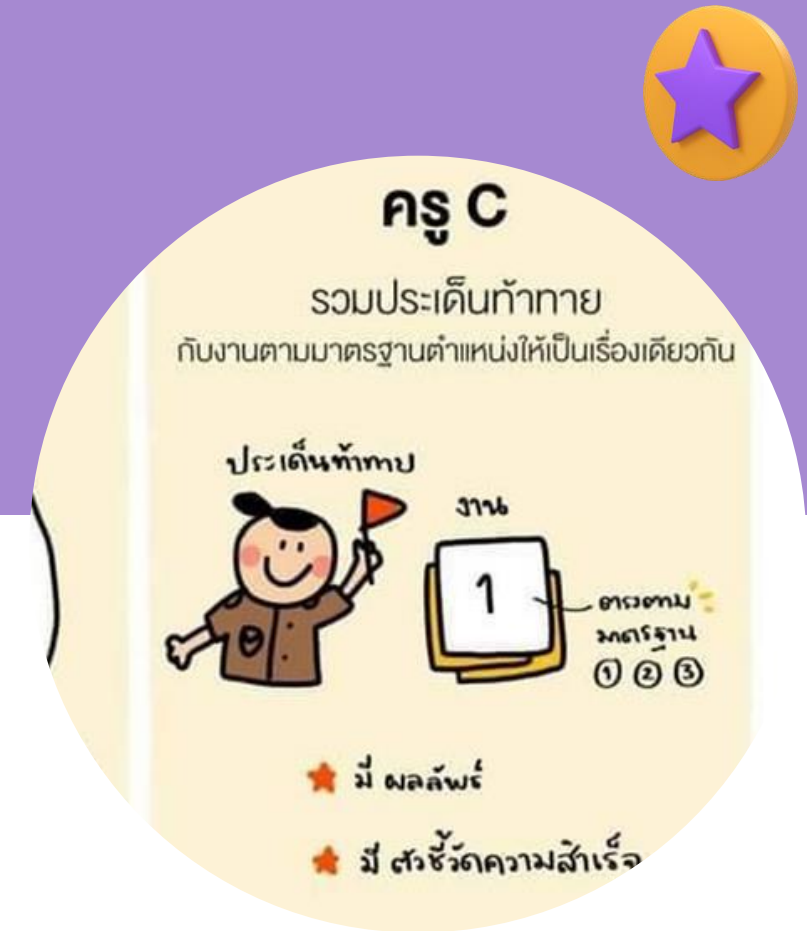 ครู C
รวมประเด็นท้าทาย
กับงานตามมาตรฐานตำแหน่งให้เป็นเรื่องเดียวกัน
ประเด็นท้าทาย
งาน
1
ตรงตาม
มาตรฐาน
① ② ③
มี ผลลัพธ์
มี ตัวชี้วัดความสำเร็จ